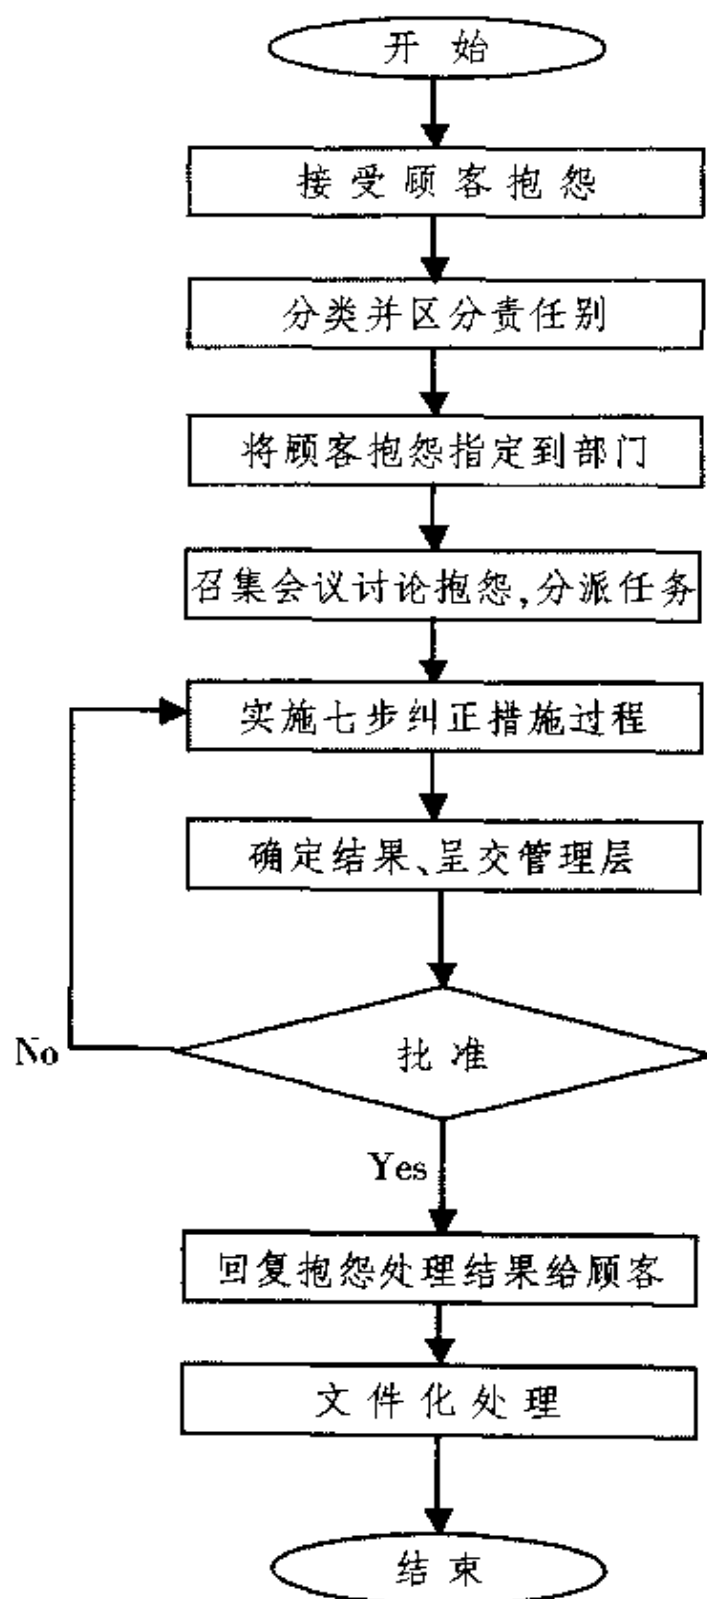 开始
接受顾客抱怨
分类并区分责任别
将顾客抱怨指定到部门
召集会议讨论抱怨,分派任务
实施七步纠正措施过程
确定结果、呈交管理层
批准
No
Yes
回复抱怨处理结果给顾客
文件化处理
结束